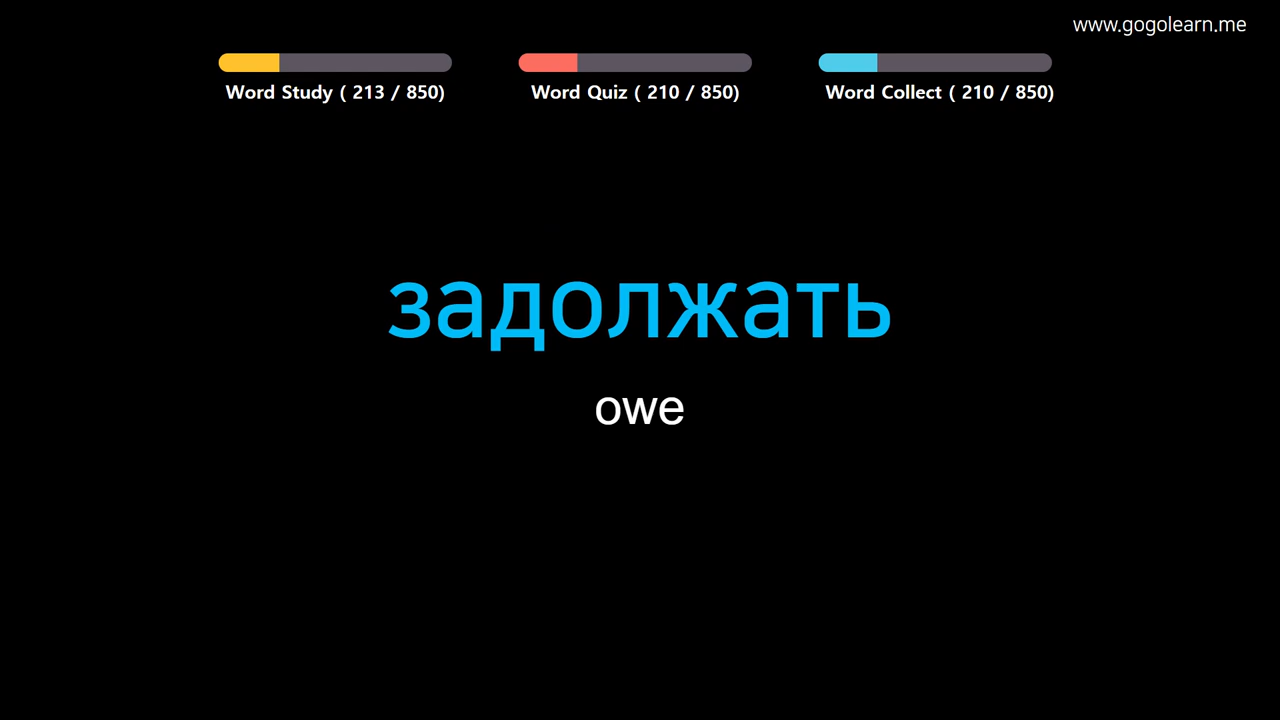 www.gogolearn.me
Word Study ( 213 / 850)
Word Quiz ( 210 / 850)
Word Collect ( 210 / 850)
задолжать
owe